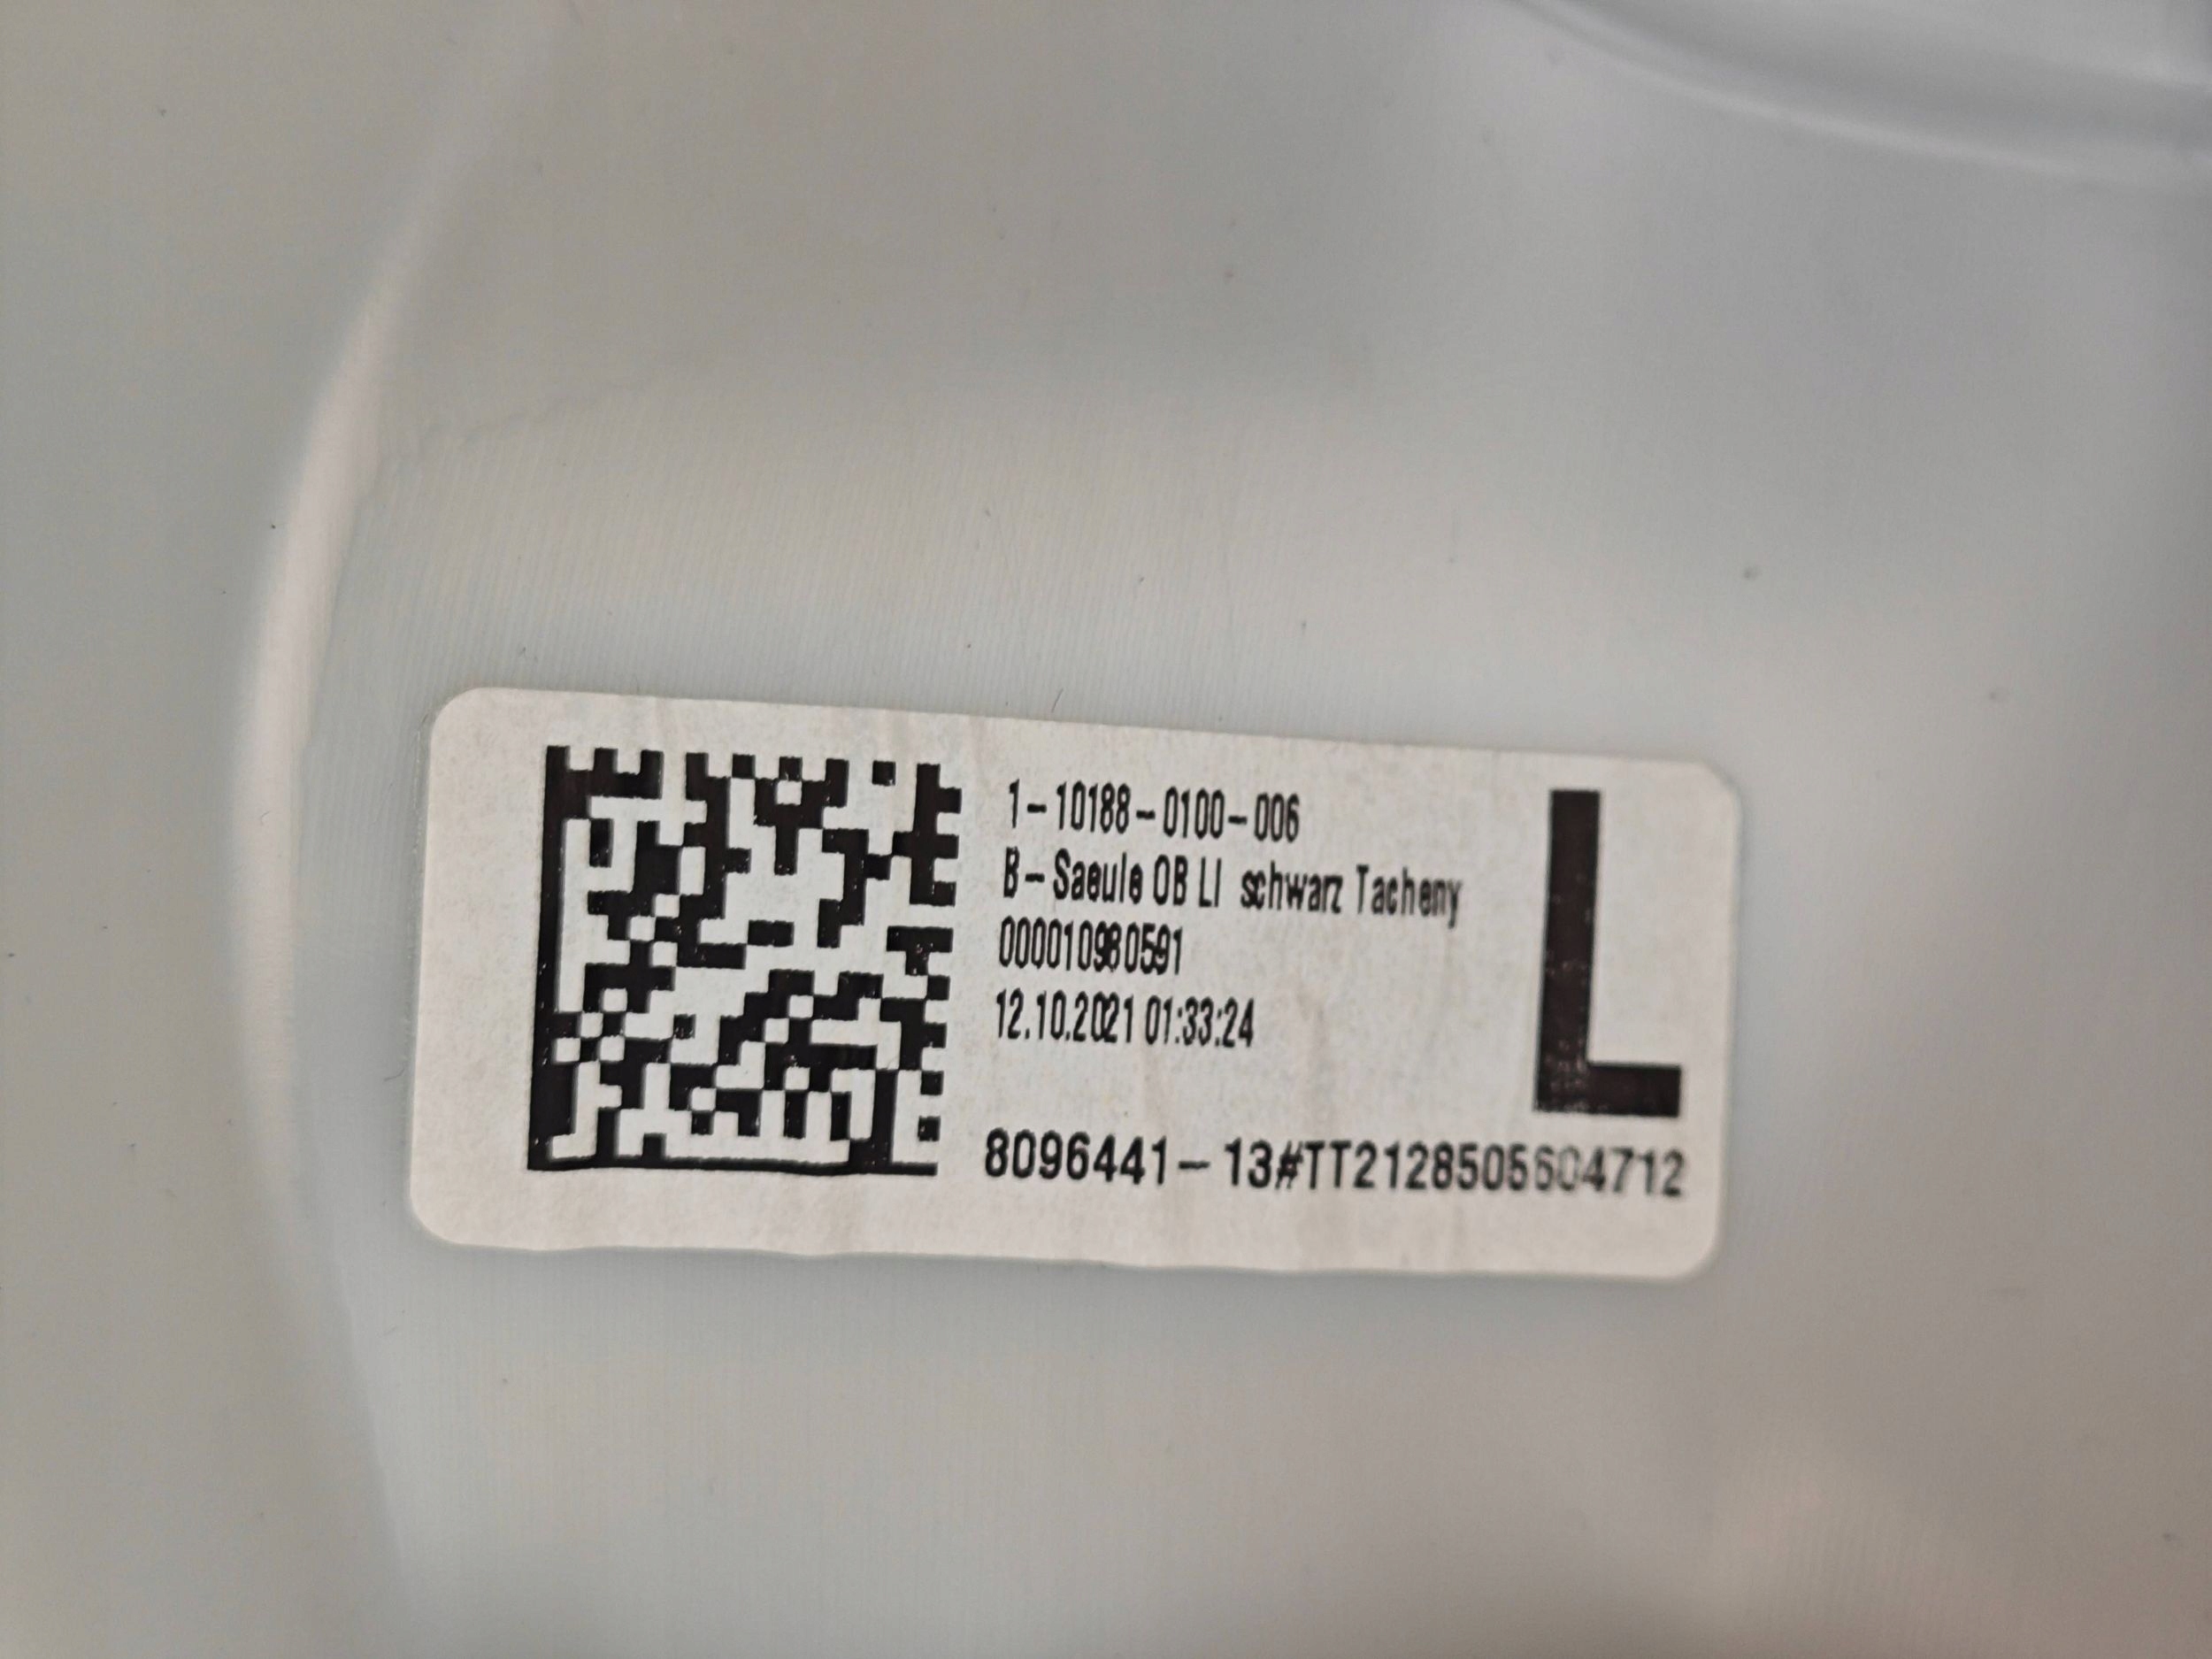 1-10188-0100-006
B-Saeule OB LI schwarz Tacheny
000010980591
12.10.2021 01:33:24
L
8096441-13#TT2128505604712